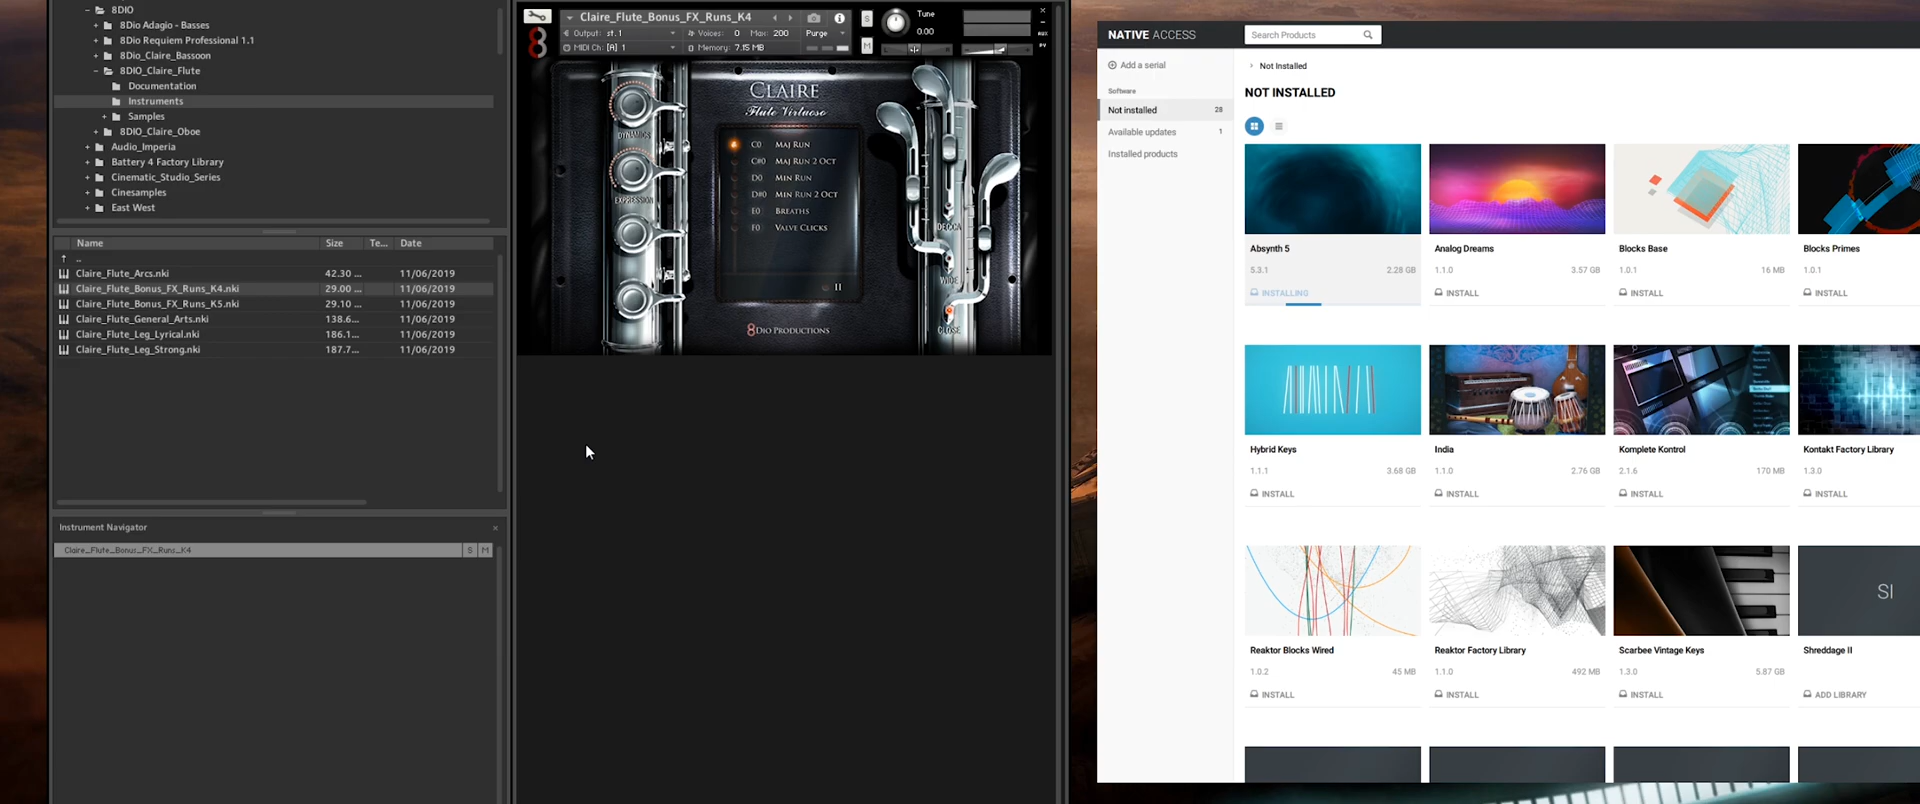 8DIO
8Dio Adagio - Basses
8Dio Requiem Professional 1.1
8Dio_Claire_Bassoon
8DIO_Claire_Flute
Documentation
Instruments
Samples
8DIO_Claire_Oboe
Audio_Imperia
Battery 4 Factory Library
Cinematic_Studio_Series
Cinesamples
East West
Name Size Te... Date
..
Claire_Flute_Arcs.nki 42.30 ... 11/06/2019
Claire_Flute_Bonus_FX_Runs_K4.nki 29.00 ... 11/06/2019
Claire_Flute_Bonus_FX_Runs_K5.nki 29.10 ... 11/06/2019
Claire_Flute_General_Arts.nki 138.6... 11/06/2019
Claire_Flute_Leg_Lyrical.nki 186.1... 11/06/2019
Claire_Flute_Leg_Strong.nki 187.7... 11/06/2019
Instrument Navigator ×
Claire_Flute_Bonus_FX_Runs_K4 S M
Claire_Flute_Bonus_FX_Runs_K4 S Tune
Output: st. 1 Voices: 0 Max: 200 Purge 0.00
MIDI Ch: [A] 1 Memory: 7.15 MB M
AUX
PV
CLAIRE
Flute Virtuoso
DYNAMICS
EXPRESSION
C0 MAJ RUN
C#0 MAJ RUN 2 OCT
D0 MIN RUN
D#0 MIN RUN 2 OCT
E0 BREATHS
F0 VALVE CLICKS
DECCA
WIDE
CLOSE
8DIO PRODUCTIONS
NATIVE ACCESS Search Products
Add a serial
Software
Not installed 28
Available updates 1
Installed products
› Not Installed
NOT INSTALLED
Absynth 5 Analog Dreams Blocks Base Blocks Primes
5.3.1 2.28 GB 1.1.0 3.57 GB 1.0.1 16 MB 1.0.1
INSTALLING INSTALL INSTALL INSTALL
Hybrid Keys India Komplete Kontrol Kontakt Factory Library
1.1.1 3.68 GB 1.1.0 2.76 GB 2.1.6 170 MB 1.3.0
INSTALL INSTALL INSTALL INSTALL
SI
Reaktor Blocks Wired Reaktor Factory Library Scarbee Vintage Keys Shreddage II
1.0.2 45 MB 1.1.0 492 MB 1.3.0 5.87 GB
INSTALL INSTALL INSTALL ADD LIBRARY